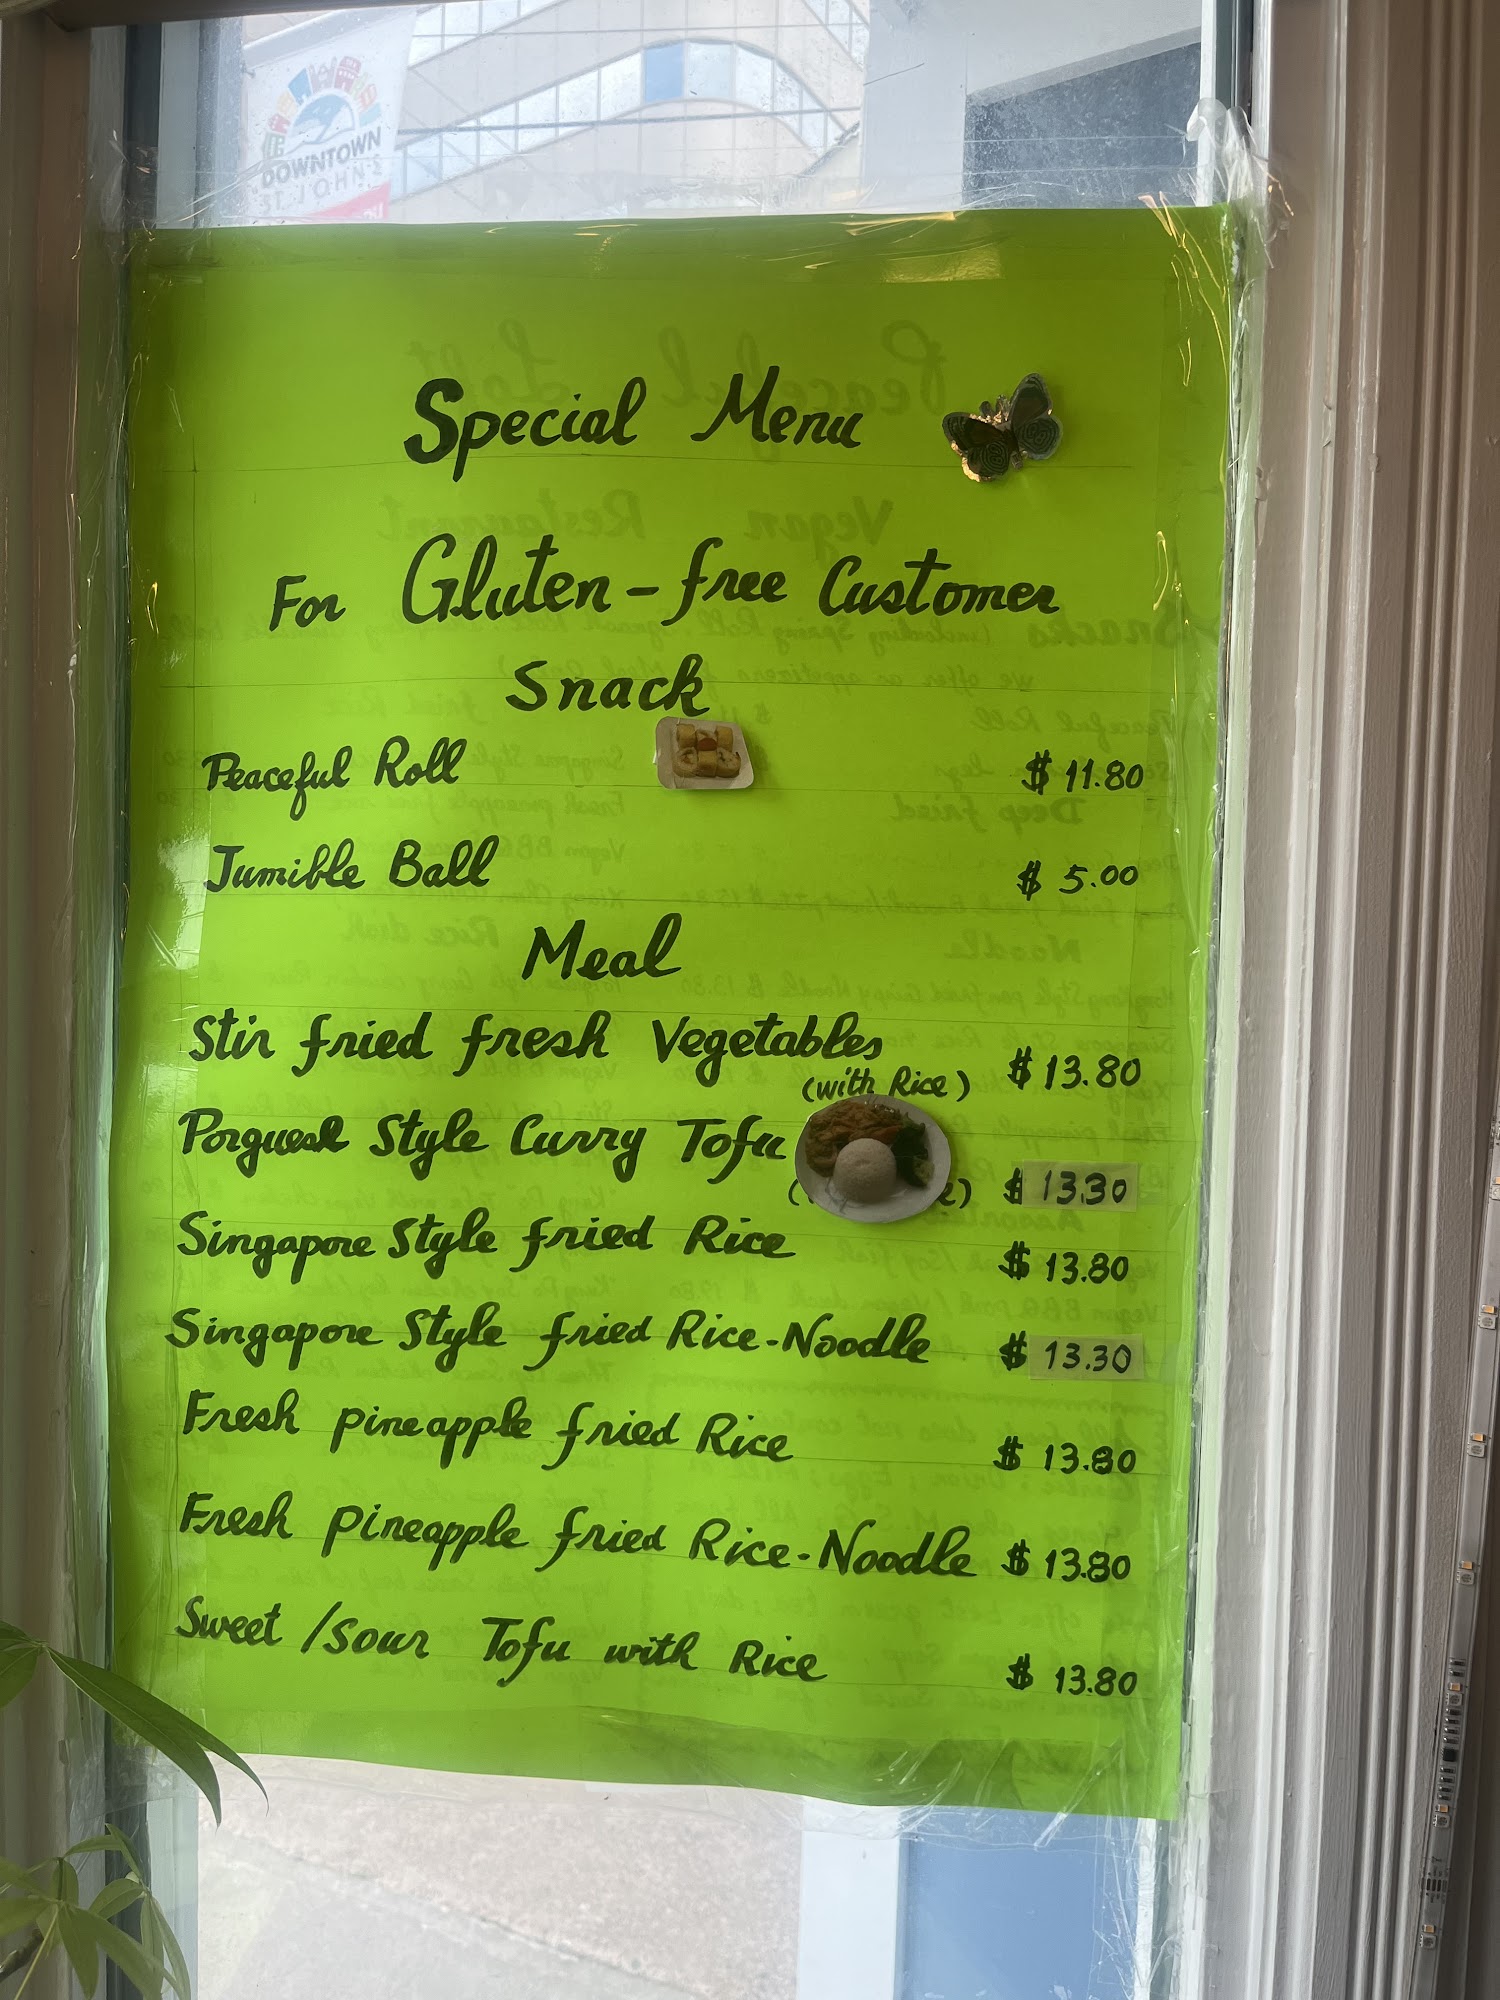 DOWNTOWN
ST. JOHN'S
Special Menu
For Gluten-free Customer
Snack
Peaceful Roll $ 11.80
Jumible Ball $ 5.00
Meal
Stir fried fresh Vegetables
(with Rice) $ 13.80
Porguese Style Curry Tofu
$ 13.30
Singapore Style fried Rice $ 13.80
Singapore Style fried Rice-Noodle $ 13.30
Fresh pineapple fried Rice $ 13.80
Fresh pineapple fried Rice-Noodle $ 13.80
Sweet/sour Tofu with Rice $ 13.80